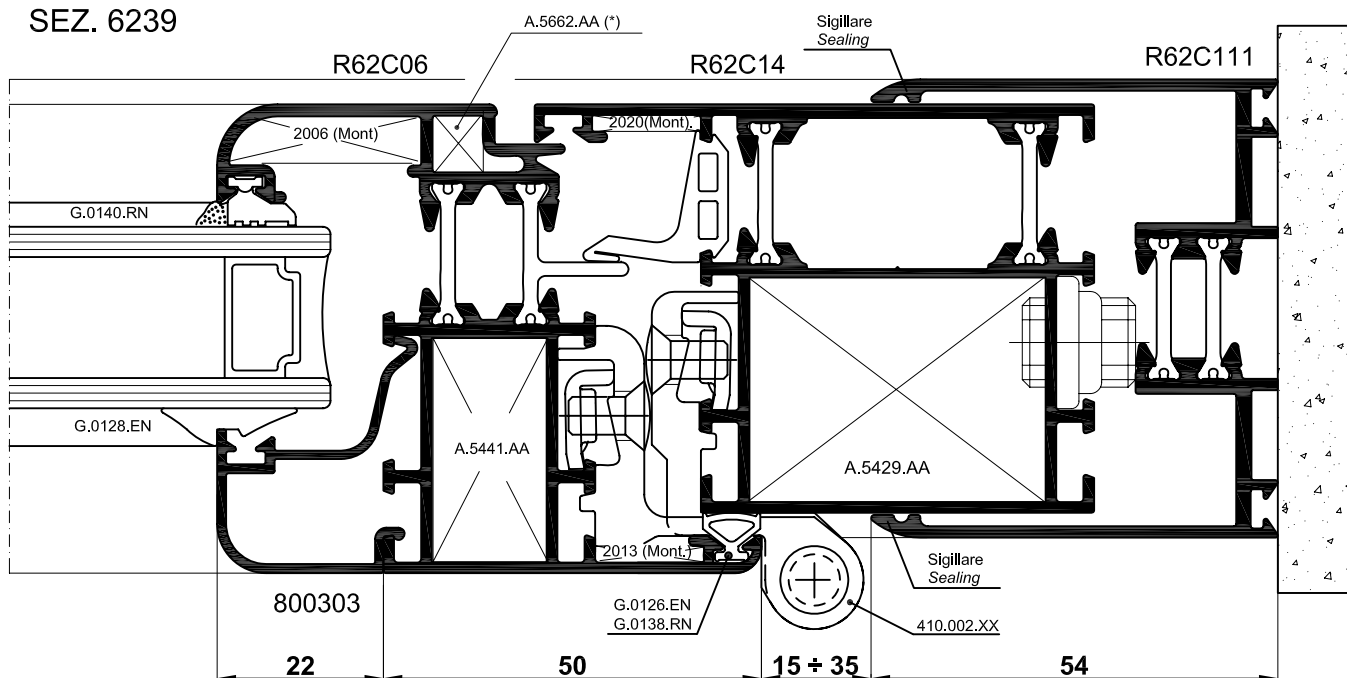 SEZ. 6239
A.5662.AA (*)
Sigillare
Sealing
R62C06
R62C14
R62C111
2006 (Mont)
2020(Mont).
G.0140.RN
G.0128.EN
A.5441.AA
A.5429.AA
2013 (Mont.)
Sigillare
Sealing
800303
G.0126.EN
G.0138.RN
410.002.XX
22
50
15 ÷ 35
54